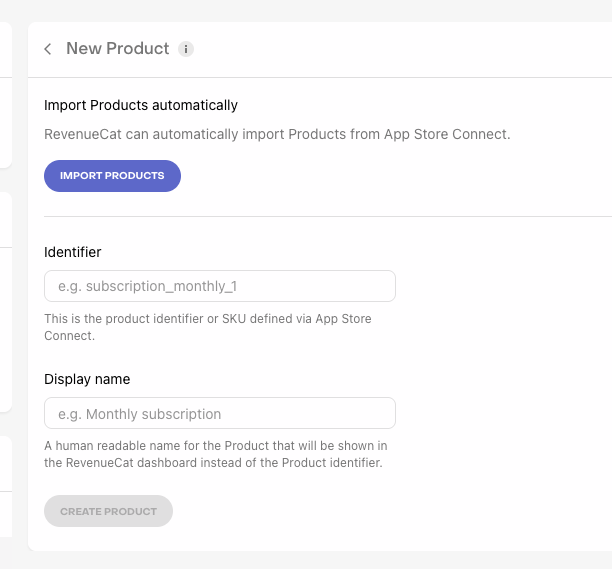 New Product i
Import Products automatically
RevenueCat can automatically import Products from App Store Connect.
IMPORT PRODUCTS
Identifier
e.g. subscription_monthly_1
This is the product identifier or SKU defined via App Store
Connect.
Display name
e.g. Monthly subscription
A human readable name for the Product that will be shown in
the RevenueCat dashboard instead of the Product identifier.
CREATE PRODUCT